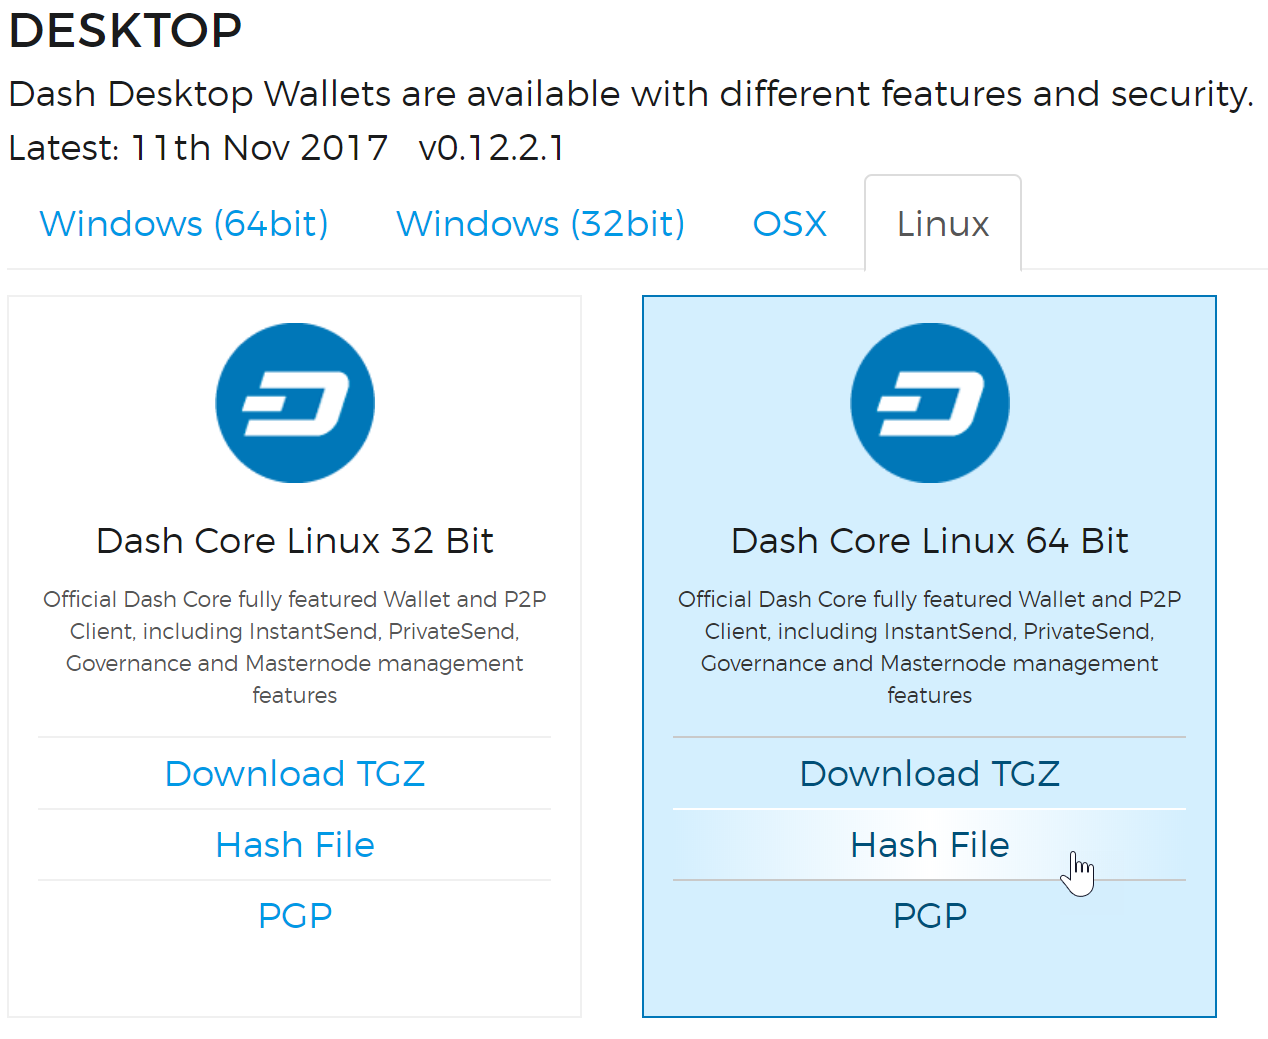 DESKTOP
Dash Desktop Wallets are available with different features and security.
Latest: 11th Nov 2017 v0.12.2.1
Windows (64bit) Windows (32bit) OSX Linux
Dash Core Linux 32 Bit
Official Dash Core fully featured Wallet and P2P
Client, including InstantSend, PrivateSend,
Governance and Masternode management
features
Download TGZ
Hash File
PGP
Dash Core Linux 64 Bit
Official Dash Core fully featured Wallet and P2P
Client, including InstantSend, PrivateSend,
Governance and Masternode management
features
Download TGZ
Hash File
PGP